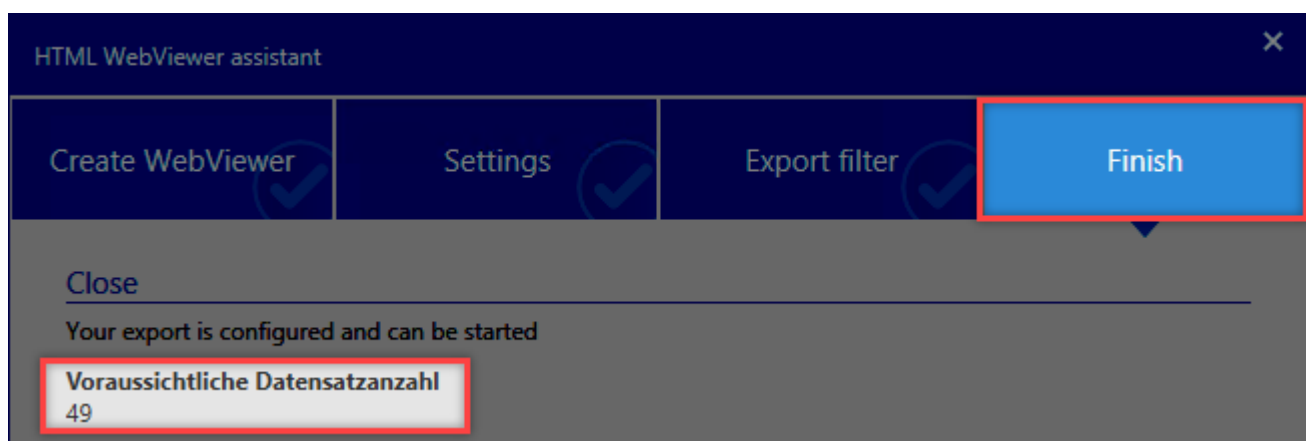 HTML WebViewer assistant
Create WebViewer
Settings
Export filter
Finish
Close
Your export is configured and can be started
Voraussichtliche Datensatzanzahl
49